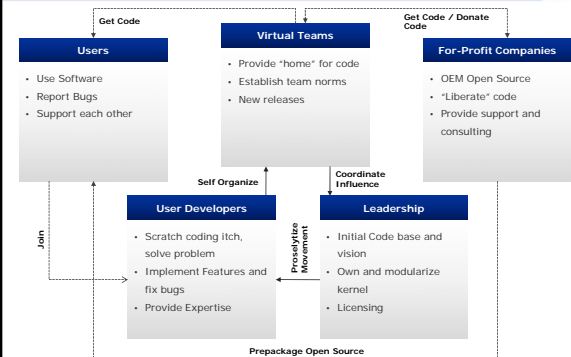 Get Code
Get Code / Donate
Code
Users
Virtual Teams
For-Profit Companies
• Use Software
• Report Bugs
• Support each other
• Provide "home" for code
• Establish team norms
• New releases
• OEM Open Source
• "Liberate" code
• Provide support and
consulting
Self Organize
Coordinate
Influence
Join
User Developers
• Scratch coding itch,
solve problem
• Implement Features and
fix bugs
• Provide Expertise
Proselytize
Movement
Leadership
• Initial Code base and
vision
• Own and modularize
kernel
• Licensing
Prepackage Open Source